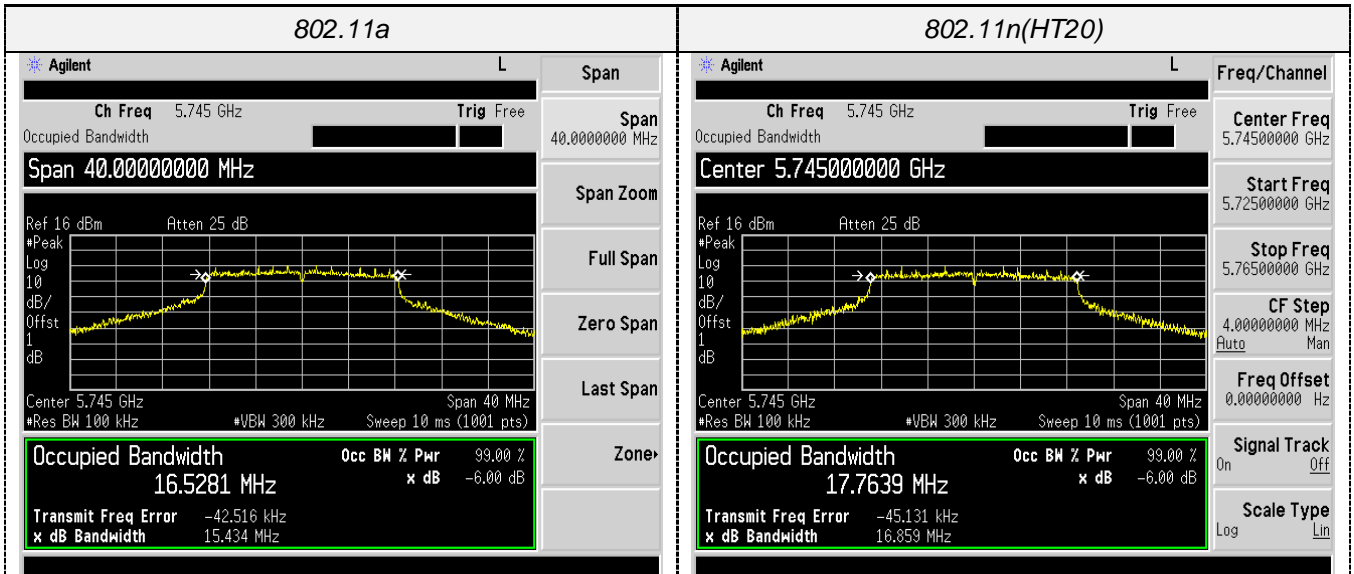 802.11a
Agilent L
Span
Ch Freq 5.745 GHz Trig Free
Occupied Bandwidth
Span 40.00000000 MHz
Ref 16 dBm Atten 25 dB
#Peak
Log
10
dB/
Offst
1
dB
Center 5.745 GHz Span 40 MHz
#Res BW 100 kHz #VBW 300 kHz Sweep 10 ms (1001 pts)
Occupied Bandwidth Occ BW % Pwr 99.00 %
16.5281 MHz x dB -6.00 dB
Transmit Freq Error -42.516 kHz
x dB Bandwidth 15.434 MHz
Span
40.0000000 MHz
Span Zoom
Full Span
Zero Span
Last Span
Zone
802.11n(HT20)
Agilent L
Freq/Channel
Ch Freq 5.745 GHz Trig Free
Occupied Bandwidth
Center 5.745000000 GHz
Ref 16 dBm Atten 25 dB
#Peak
Log
10
dB/
Offst
1
dB
Center 5.745 GHz Span 40 MHz
#Res BW 100 kHz #VBW 300 kHz Sweep 10 ms (1001 pts)
Occupied Bandwidth Occ BW % Pwr 99.00 %
17.7639 MHz x dB -6.00 dB
Transmit Freq Error -45.131 kHz
x dB Bandwidth 16.859 MHz
Center Freq
5.74500000 GHz
Start Freq
5.72500000 GHz
Stop Freq
5.76500000 GHz
CF Step
4.00000000 MHz
Auto Man
Freq Offset
0.00000000 Hz
Signal Track
On Off
Scale Type
Log Lin